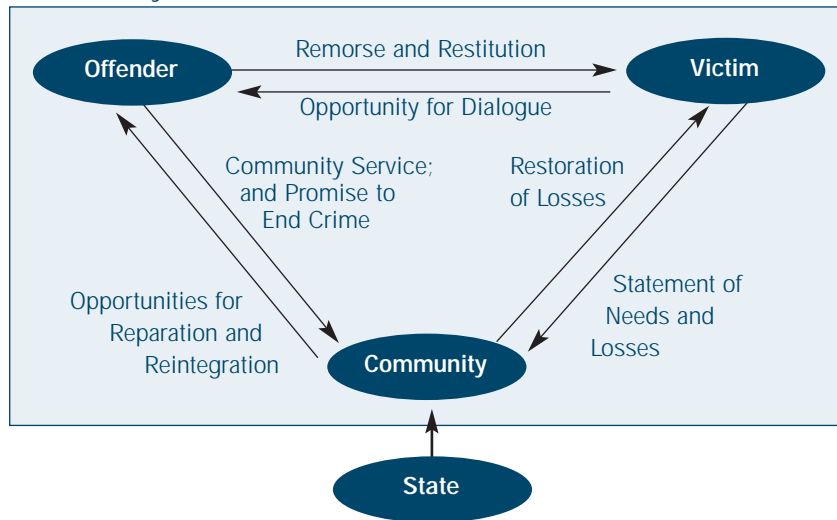 Offender
Remorse and Restitution
Victim
Opportunity for Dialogue
Community Service;
and Promise to
End Crime
Restoration
of Losses
Opportunities for
Reparation and
Reintegration
Statement of
Needs and
Losses
Community
State